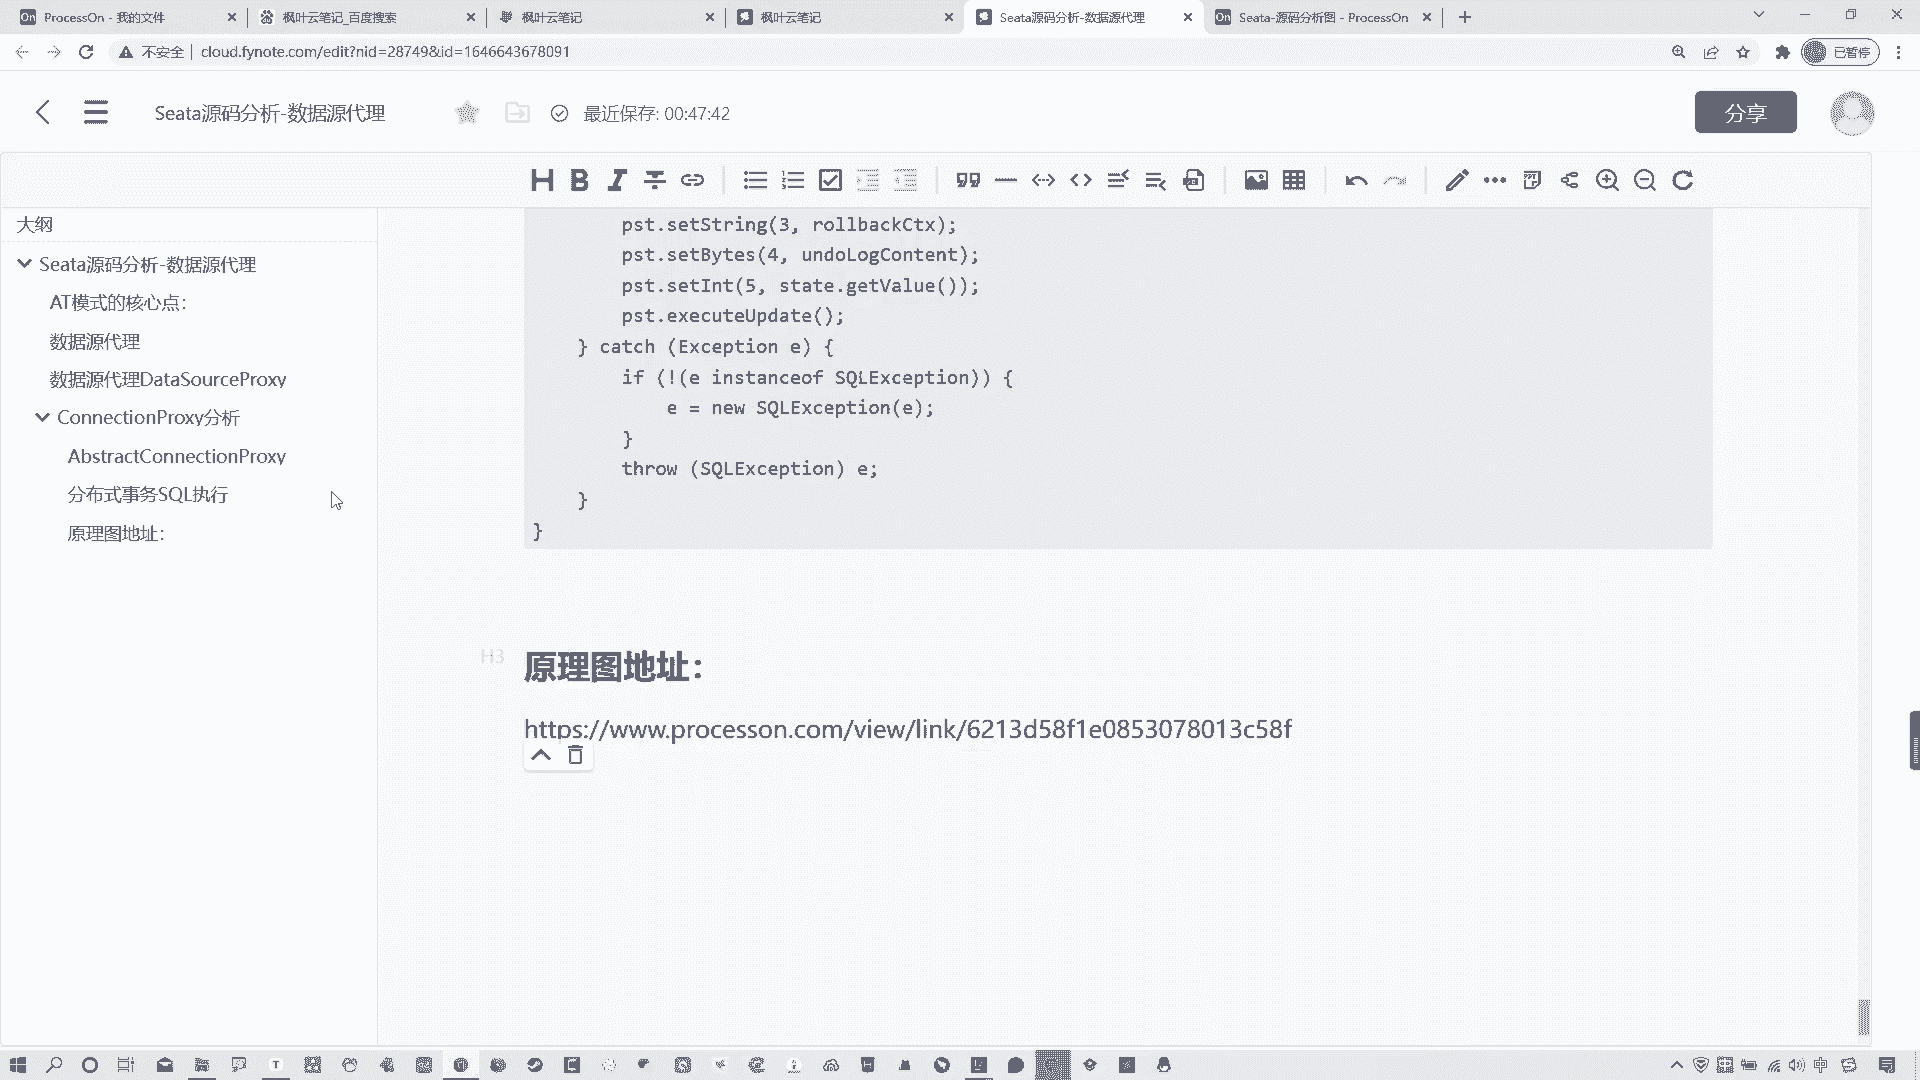 ProcessOn - 我的文件
枫叶云笔记_百度搜索
枫叶云笔记
枫叶云笔记
Seata源码分析-数据源代理
Seata-源码分析图 - ProcessOn
不安全
cloud.fynote.com/edit?nid=28749&id=1646643678091
已暂停
Seata源码分析-数据源代理
最近保存: 00:47:42
分享
大纲
Seata源码分析-数据源代理
AT模式的核心点：
数据源代理
数据源代理DataSourceProxy
ConnectionProxy分析
AbstractConnectionProxy
分布式事务SQL执行
原理图地址：
pst.setString(3, rollbackCtx);
pst.setBytes(4, undoLogContent);
pst.setInt(5, state.getValue());
pst.executeUpdate();
} catch (Exception e) {
if (!(e instanceof SQLException)) {
e = new SQLException(e);
}
throw (SQLException) e;
}
}
H3
原理图地址：
https://www.processon.com/view/link/6213d58f1e0853078013c58f
中